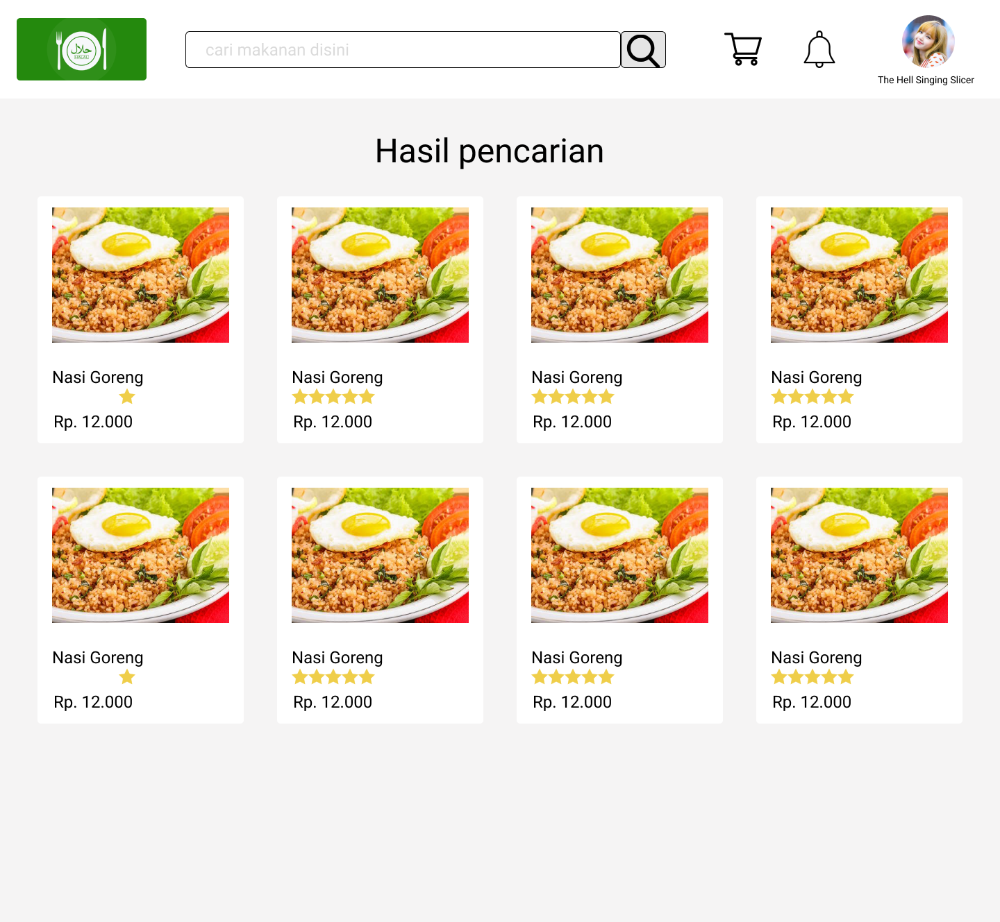 حلال
HALAL
cari makanan disini
The Hell Singing Slicer
Hasil pencarian
Nasi Goreng
Rp. 12.000
Nasi Goreng
Rp. 12.000
Nasi Goreng
Rp. 12.000
Nasi Goreng
Rp. 12.000
Nasi Goreng
Rp. 12.000
Nasi Goreng
Rp. 12.000
Nasi Goreng
Rp. 12.000
Nasi Goreng
Rp. 12.000